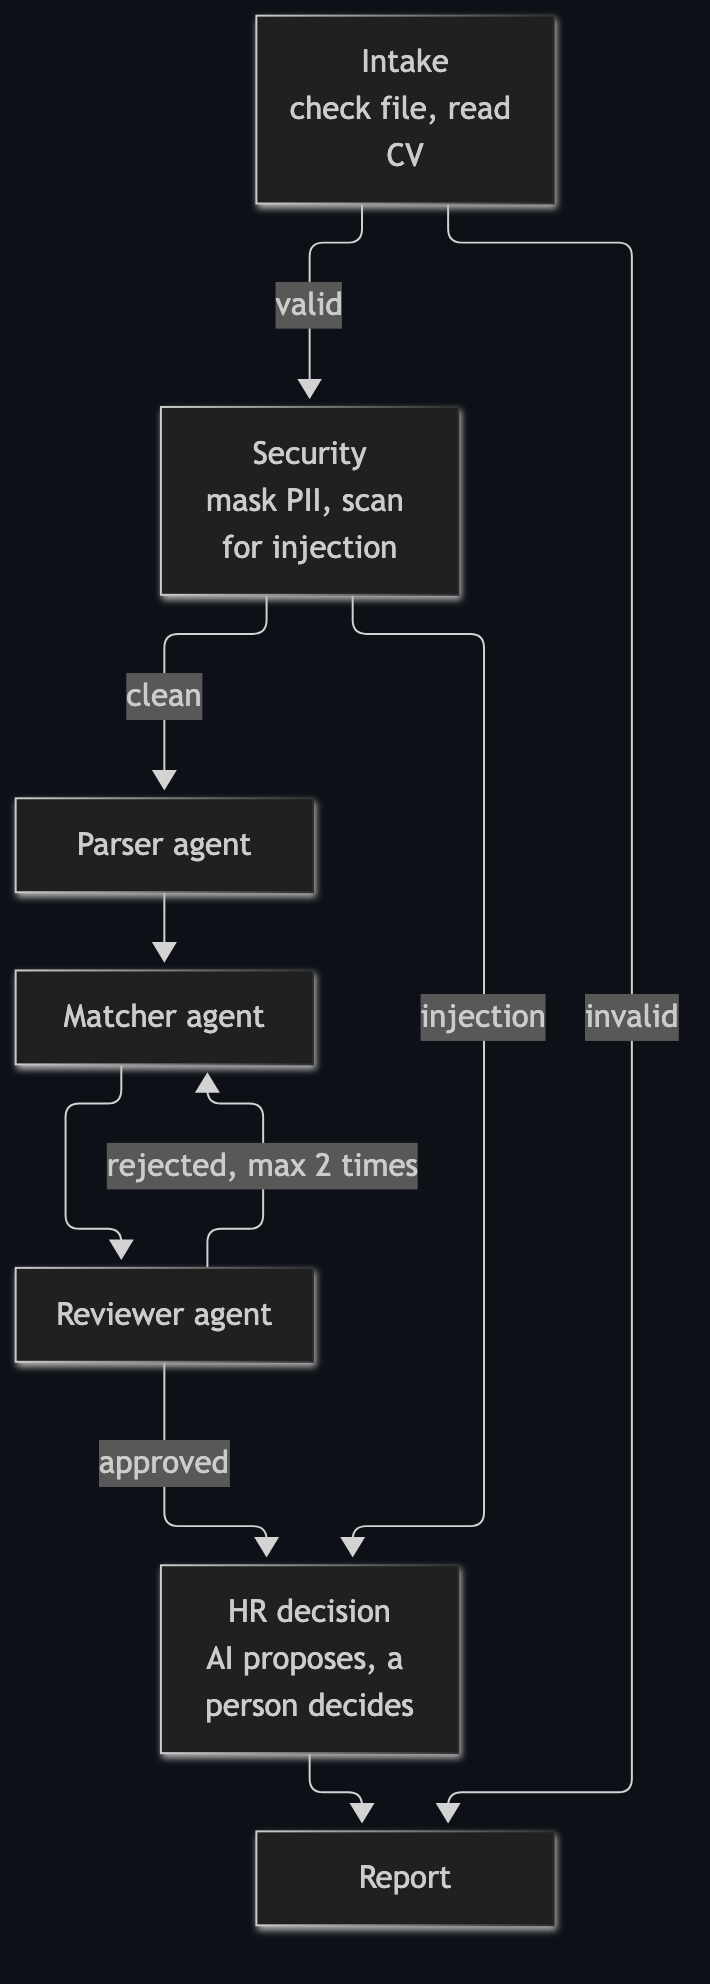 Intake
check file, read
CV
valid
Security
mask PII, scan
for injection
clean
Parser agent
Matcher agent
injection
invalid
rejected, max 2 times
Reviewer agent
approved
HR decision
AI proposes, a
person decides
Report